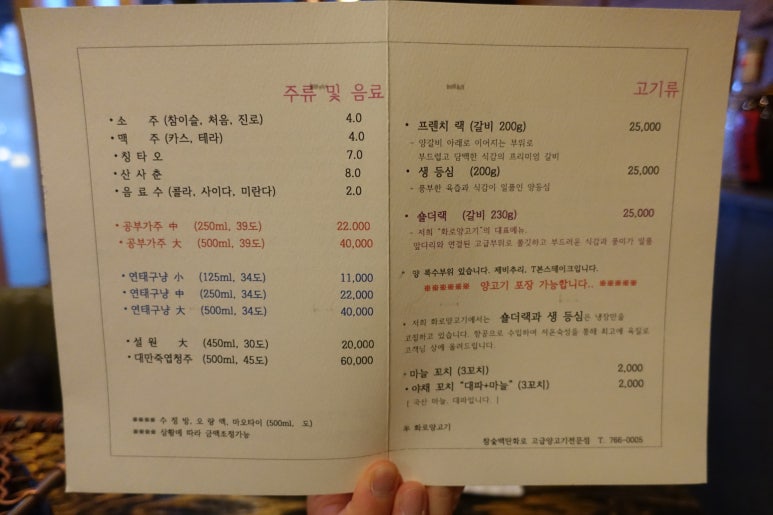 주류 및 음료
• 소 주 (참이슬, 처음, 진로) 4.0
• 맥 주 (카스, 테라) 4.0
• 칭 타 오 7.0
• 산 사 춘 8.0
• 음 료 수 (콜라, 사이다, 미란다) 2.0
• 공부가주 中 (250ml, 39도) 22.000
• 공부가주 大 (500ml, 39도) 40,000
• 연태구냥 小 (125ml, 34도) 11,000
• 연태구냥 中 (250ml, 34도) 22,000
• 연태구냥 大 (500ml, 34도) 40,000
• 설 원 大 (450ml, 30도) 20,000
• 대만죽엽청주 (500ml, 45도) 60,000
**** 수 정 방, 오 량 액, 마오타이 (500ml, 도)
**** 상황에 따라 금액조정가능
고기류
• 프렌치 랙 (갈비 200g) 25,000
- 양갈비 아래로 이어지는 부위로
부드럽고 담백한 식감의 프리미엄 갈비
• 생 등심 (200g) 25,000
- 풍부한 육즙과 식감이 일품인 양등심
• 숄더랙 (갈비 230g) 25,000
- 저희 "화로양고기"의 대표메뉴.
앞다리와 연결된 고급부위로 쫄깃하고 부드러운 식감과 풍미가 일품
• 양 특수부위 있습니다. 제비추리, T본스테이크입니다.
※※※※※※ 양고기 포장 가능합니다.. ※※※※※
• 저희 화로양고기에서는 숄더랙과 생 등심은 냉장만을
고집하고 있습니다. 항공으로 수입하여 저온숙성을 통해 최고에 육질로
고객님 상에 올려드립니다.
• 마늘 꼬치 (3꼬치) 2,000
• 야채 꼬치 "대파+마늘" (3꼬치) 2,000
[ 국산 마늘, 대파입니다. ]
화로양고기
참숯백탄화로 고급양고기전문점 T. 766-0005